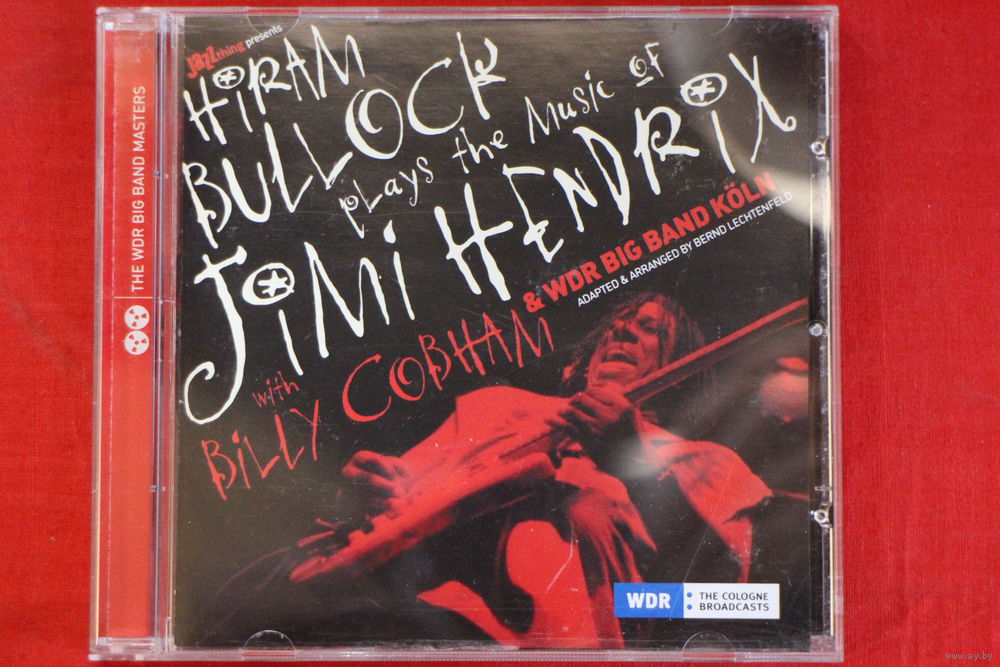 THE WDR BIG BAND MASTERS
jazzthing presents
HiRAM
BULLOCK
pLays the Music oF
JiMi HENDRiX
& WDR BIG BAND KÖLN
ADAPTED & ARRANGED BY BERND LECHTENFELD
with
BiLLY COBHAM
WDR : THE COLOGNE
BROADCASTS
www.ay.by